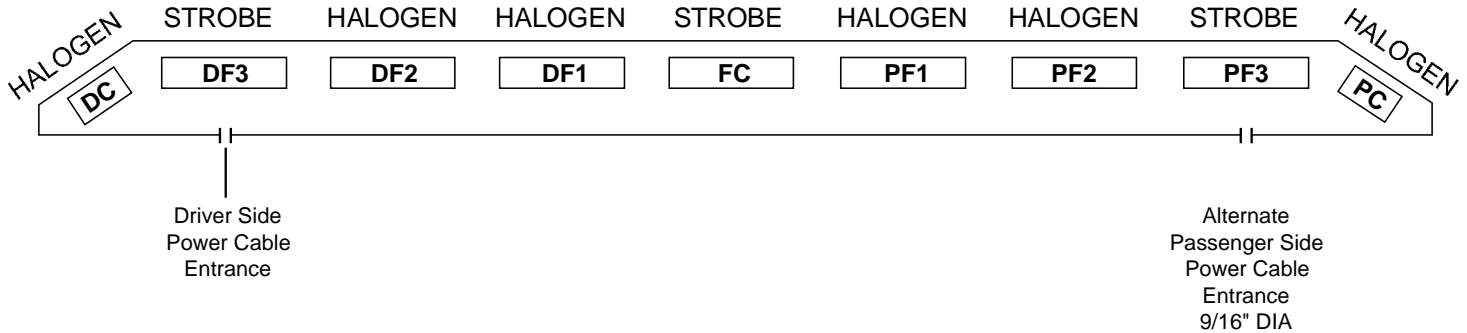 HALOGEN STROBE HALOGEN HALOGEN STROBE HALOGEN HALOGEN STROBE HALOGEN
DC DF3 DF2 DF1 FC PF1 PF2 PF3 PC
Driver Side
Power Cable
Entrance
Alternate
Passenger Side
Power Cable
Entrance
9/16" DIA